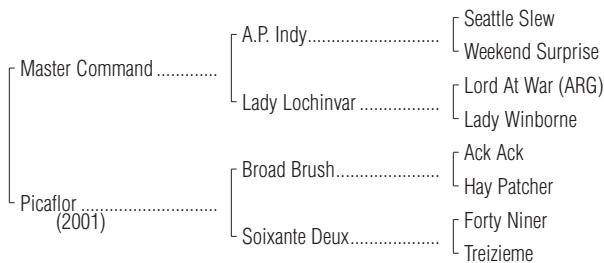 Seattle Slew
A.P. Indy..................
Weekend Surprise
Master Command .............
Lord At War (ARG)
Lady Lochinvar .................
Lady Winborne
Ack Ack
Broad Brush......................
Hay Patcher
Picaflor .............................
(2001)
Forty Niner
Soixante Deux...................
Treizieme